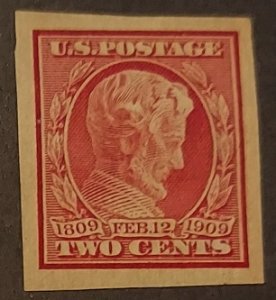 U.S. POSTAGE
1809 FEB.12 1909
TWO CENTS